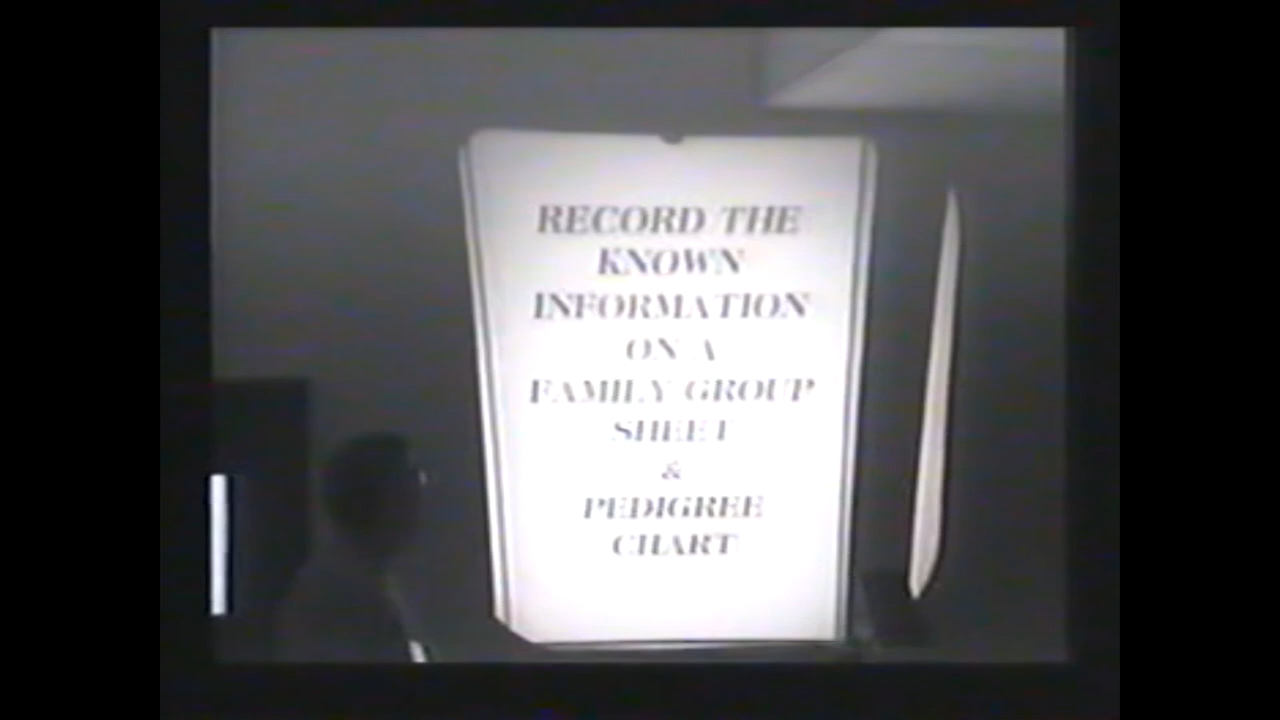 RECORD THE
KNOWN
INFORMATION
ON A
FAMILY GROUP
SHEET
&
PEDIGREE
CHART